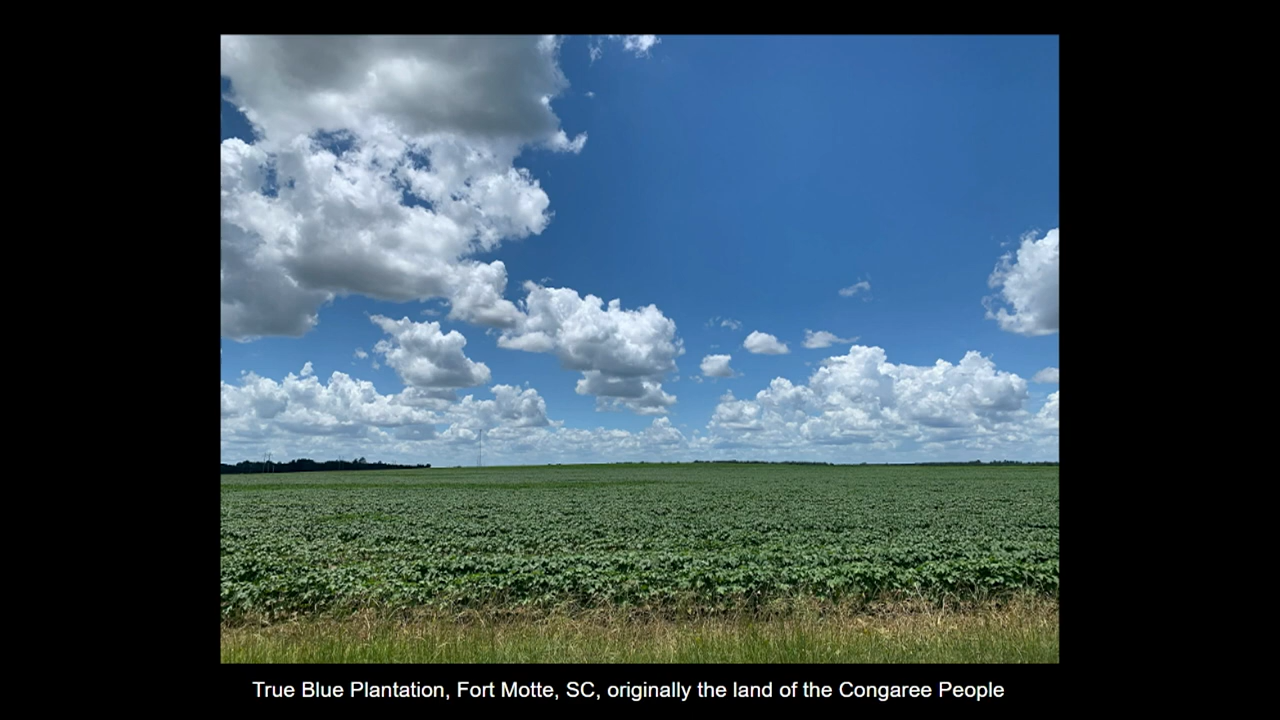 True Blue Plantation, Fort Motte, SC, originally the land of the Congaree People